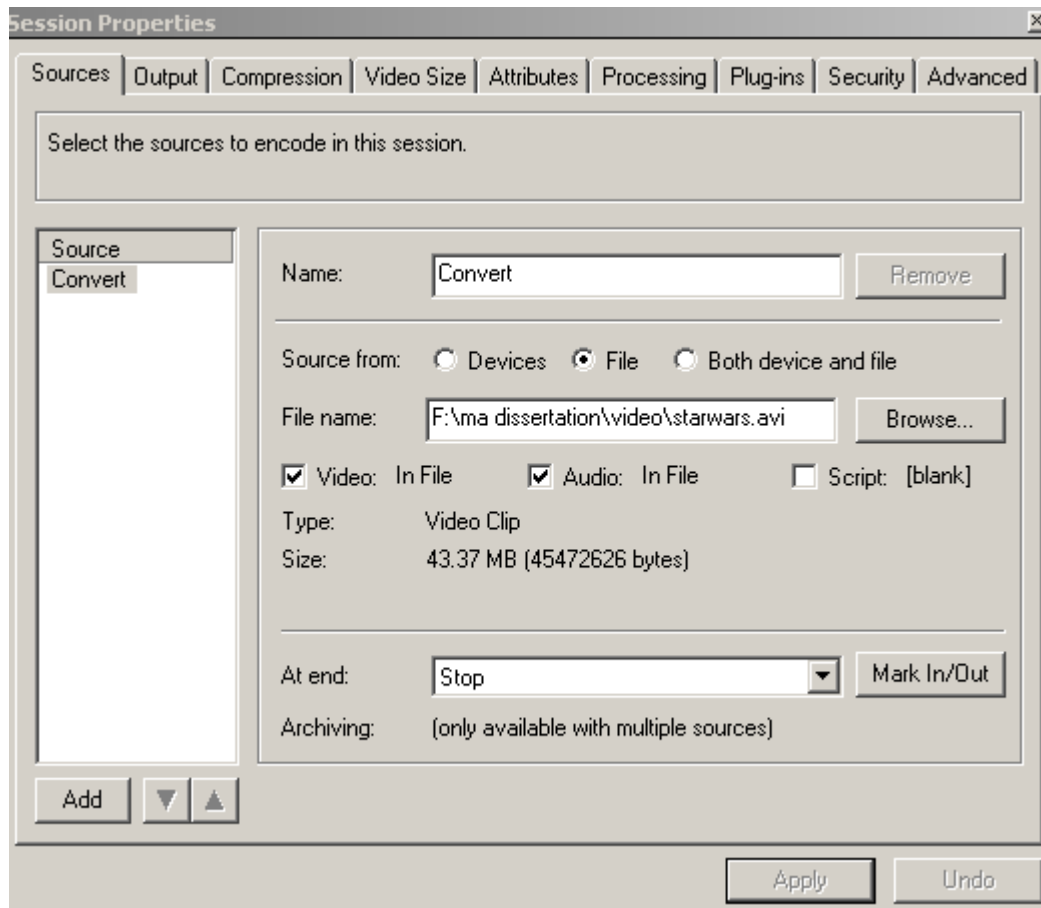 Session Properties
Sources Output Compression Video Size Attributes Processing Plug-ins Security Advanced
Select the sources to encode in this session.
Source
Convert
Name: Convert Remove
Source from: Devices File Both device and file
File name: F:\ma dissertation\video\starwars.avi Browse...
Video: In File Audio: In File Script: [blank]
Type: Video Clip
Size: 43.37 MB (45472626 bytes)
At end: Stop Mark In/Out
Archiving: (only available with multiple sources)
Add
Apply Undo